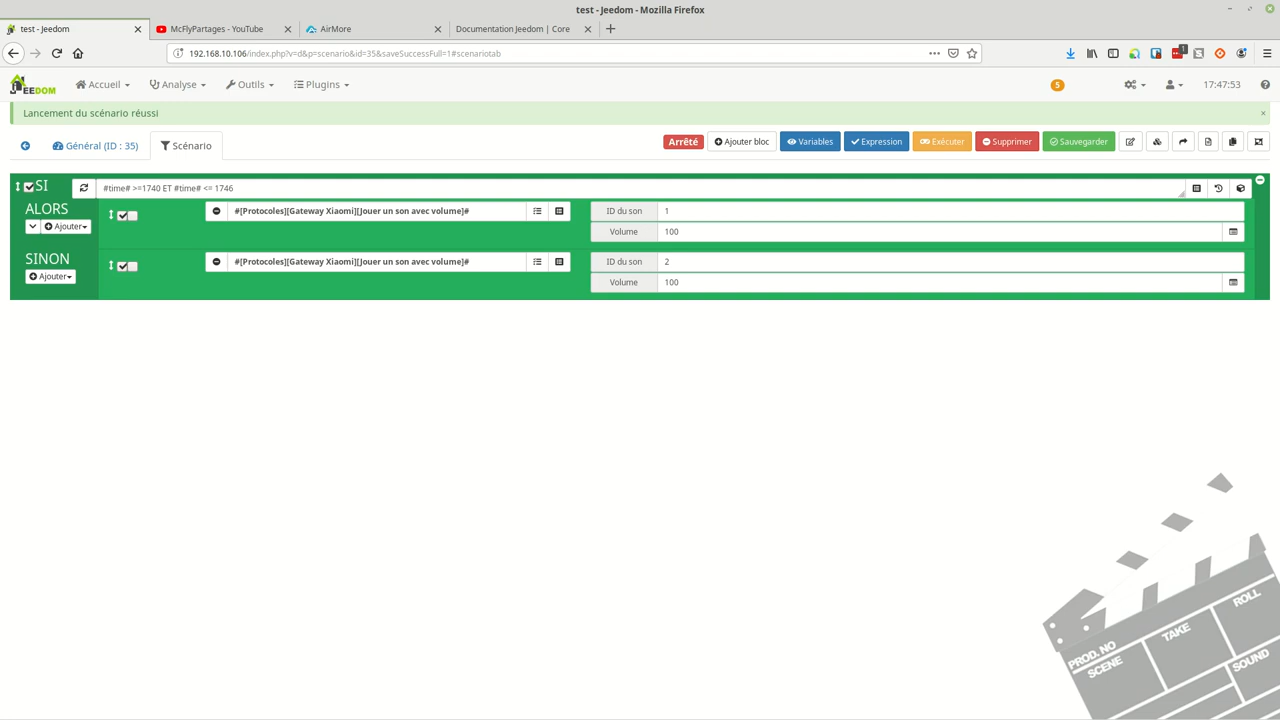 test - Jeedom - Mozilla Firefox
test - Jeedom
McFlyPartages - YouTube
AirMore
Documentation Jeedom | Core
192.168.10.106/index.php?v=d&p=scenario&id=35&saveSuccessFull=1#scenariotab
1
JEEDOM
Accueil
Analyse
Outils
Plugins
5
17:47:53
Lancement du scénario réussi
×
Général (ID : 35)
Scénario
Arrêté
Ajouter bloc
Variables
Expression
Exécuter
Supprimer
Sauvegarder
SI
#time# >=1740 ET #time# <= 1746
ALORS
Ajouter
#[Protocoles][Gateway Xiaomi][Jouer un son avec volume]#
ID du son
1
Volume
100
SINON
Ajouter
#[Protocoles][Gateway Xiaomi][Jouer un son avec volume]#
ID du son
2
Volume
100
PROD. NO
SCENE
TAKE
ROLL
SOUND